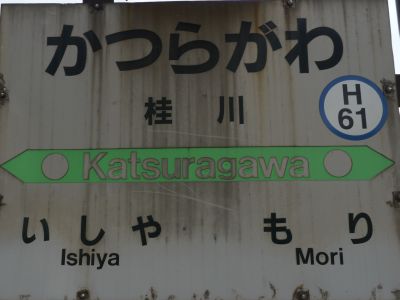 かつらがわ
桂川
H
61
Katsuragawa
いしや もり
Ishiya Mori